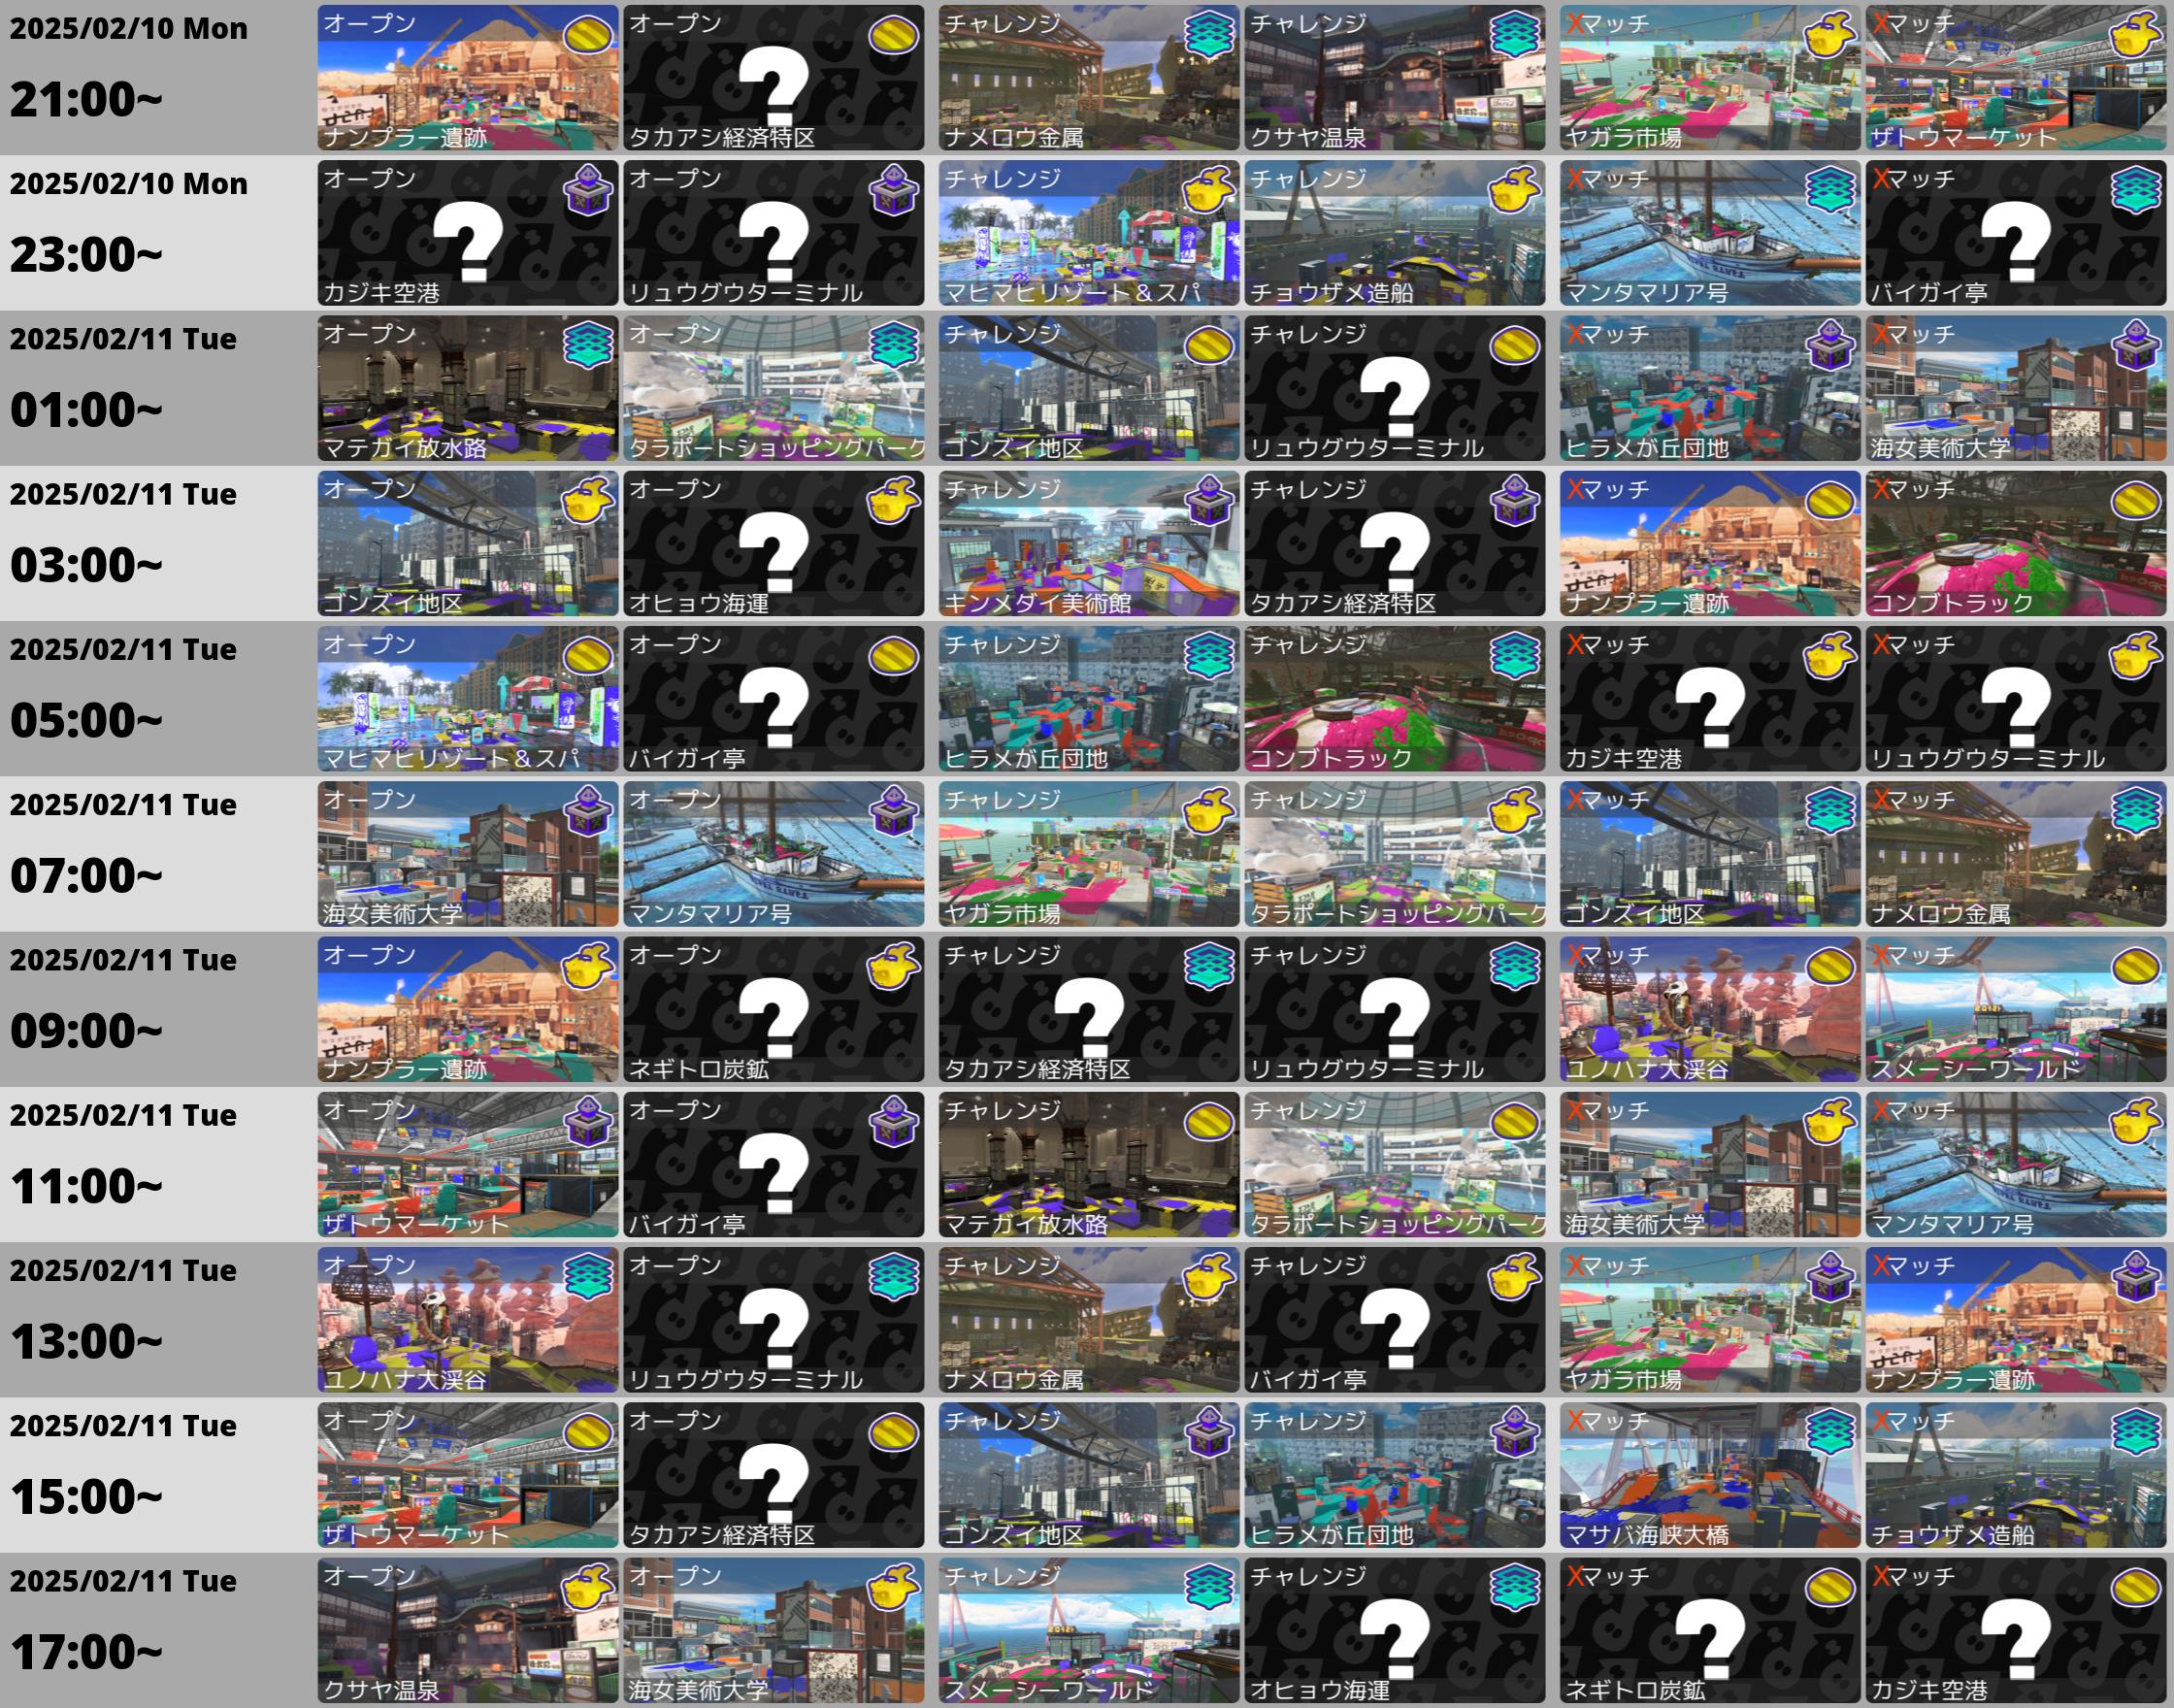 2025/02/10 Mon
21:00~
オープン
ナンプラー遺跡
オープン
タカアシ経済特区
チャレンジ
ナメロウ金属
チャレンジ
クサヤ温泉
Xマッチ
ヤガラ市場
Xマッチ
ザトウマーケット
2025/02/10 Mon
23:00~
オープン
カジキ空港
オープン
リュウグウターミナル
チャレンジ
マヒマヒリゾート&スパ
チャレンジ
チョウザメ造船
Xマッチ
マンタマリア号
Xマッチ
バイガイ亭
2025/02/11 Tue
01:00~
オープン
マテガイ放水路
オープン
タラポートショッピングパーク
チャレンジ
ゴンズイ地区
チャレンジ
リュウグウターミナル
Xマッチ
ヒラメが丘団地
Xマッチ
海女美術大学
2025/02/11 Tue
03:00~
オープン
ゴンズイ地区
オープン
オヒョウ海運
チャレンジ
キンメダイ美術館
チャレンジ
タカアシ経済特区
Xマッチ
ナンプラー遺跡
Xマッチ
コンブトラック
2025/02/11 Tue
05:00~
オープン
マヒマヒリゾート&スパ
オープン
バイガイ亭
チャレンジ
ヒラメが丘団地
チャレンジ
コンブトラック
Xマッチ
カジキ空港
Xマッチ
リュウグウターミナル
2025/02/11 Tue
07:00~
オープン
海女美術大学
オープン
マンタマリア号
チャレンジ
ヤガラ市場
チャレンジ
タラポートショッピングパーク
Xマッチ
ゴンズイ地区
Xマッチ
ナメロウ金属
2025/02/11 Tue
09:00~
オープン
ナンプラー遺跡
オープン
ネギトロ炭鉱
チャレンジ
タカアシ経済特区
チャレンジ
リュウグウターミナル
Xマッチ
ユノハナ大渓谷
Xマッチ
スメーシーワールド
2025/02/11 Tue
11:00~
オープン
ザトウマーケット
オープン
バイガイ亭
チャレンジ
マテガイ放水路
チャレンジ
タラポートショッピングパーク
Xマッチ
海女美術大学
Xマッチ
マンタマリア号
2025/02/11 Tue
13:00~
オープン
ユノハナ大渓谷
オープン
リュウグウターミナル
チャレンジ
ナメロウ金属
チャレンジ
バイガイ亭
Xマッチ
ヤガラ市場
Xマッチ
ナンプラー遺跡
2025/02/11 Tue
15:00~
オープン
ザトウマーケット
オープン
タカアシ経済特区
チャレンジ
ゴンズイ地区
チャレンジ
ヒラメが丘団地
Xマッチ
マサバ海峡大橋
Xマッチ
チョウザメ造船
2025/02/11 Tue
17:00~
オープン
クサヤ温泉
オープン
海女美術大学
チャレンジ
スメーシーワールド
チャレンジ
オヒョウ海運
Xマッチ
ネギトロ炭鉱
Xマッチ
カジキ空港